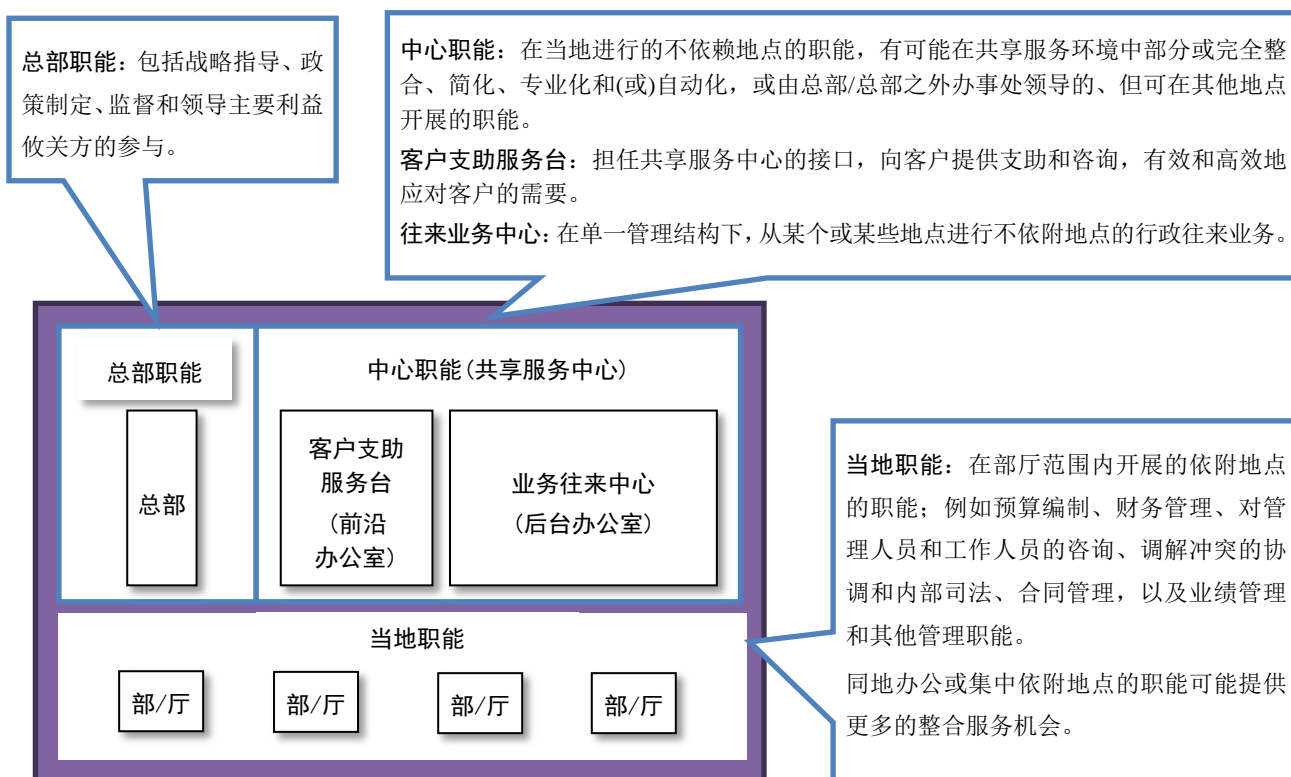 总部职能：包括战略指导、政
策制定、监督和领导主要利益
攸关方的参与。
中心职能：在当地进行的不依赖地点的职能，有可能在共享服务环境中部分或完全整
合、简化、专业化和(或)自动化，或由总部/总部之外办事处领导的、但可在其他地点
开展的职能。
客户支助服务台：担任共享服务中心的接口，向客户提供支助和咨询，有效和高效地
应对客户的需要。
往来业务中心：在单一管理结构下，从某个或某些地点进行不依附地点的行政往来业务。
总部职能
总部
中心职能(共享服务中心)
客户支助
服务台
(前沿
办公室)
业务往来中心
(后台办公室)
当地职能
部/厅
部/厅
部/厅
部/厅
当地职能：在部厅范围内开展的依附地点
的职能；例如预算编制、财务管理、对管
理人员和工作人员的咨询、调解冲突的协
调和内部司法、合同管理，以及业绩管理
和其他管理职能。
同地办公或集中依附地点的职能可能提供
更多的整合服务机会。